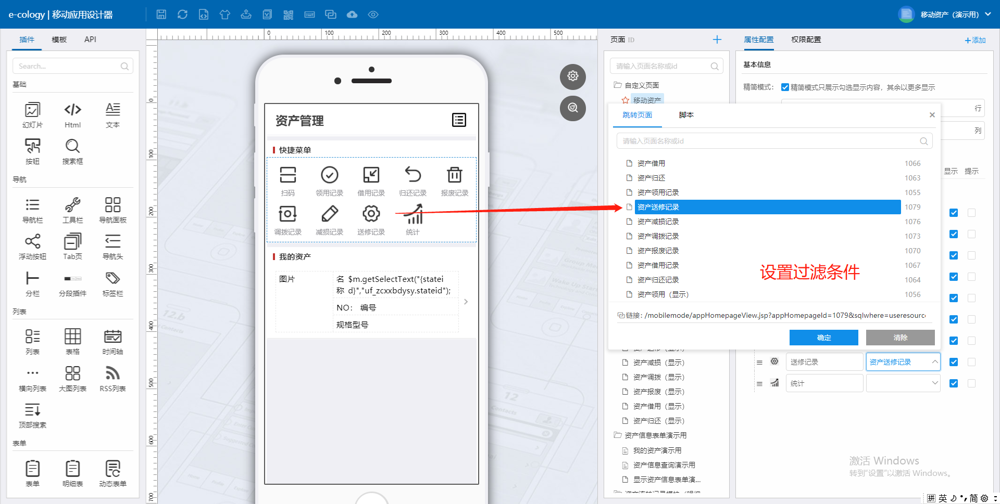 e-cology | 移动应用设计器
移动资产（演示用）
插件 模板 API
Search...
基础
幻灯片 Html 文本
按钮 搜素框
导航
导航栏 工具栏 导航面板
浮动按钮 Tab页 导航头
分栏 分段插件 标签栏
列表
列表 表格 时间轴
横向列表 大图列表 RSS列表
顶部搜索
表单
表单 明细表 动态表单
0 100 200 300 400 500
0
100
200
300
400
500
600
700
资产管理
快捷菜单
扫码 领用记录 借用记录 归还记录 报废记录
调拨记录 减损记录 送修记录 统计
我的资产
图片
名称 $m.getSelectText("{statei
d}","uf_zcxxbdysy.stateid");
NO： 编号
规格型号
页面 ID
请输入页面名称或id
自定义页面
移动资产
属性配置 权限配置 +添加
基本信息
精简模式： 精简模式只展示勾选显示内容，其余以更多显示
行
列
显示 提示
跳转页面 脚本
请输入页面名称或id
资产借用 1066
资产归还 1063
资产领用记录 1055
资产送修记录 1079
资产减损记录 1076
资产调拨记录 1073
资产报废记录 1070
资产借用记录 1067
资产归还记录 1064
资产领用（显示） 1056
设置过滤条件
链接： /mobilemode/appHomepageView.jsp?appHomepageId=1079&sqlwhere=useresourc
确定 清除
资产减损（显示）
资产调拨（显示）
资产报废（显示）
资产借用（显示）
资产归还（显示）
资产信息表单演示用
我的资产演示用
资产信息查询演示用
显示资产信息表单演...
送修记录 资产送修记录
统计
激活 Windows
转到“设置”以激活 Windows。
拼 英 简